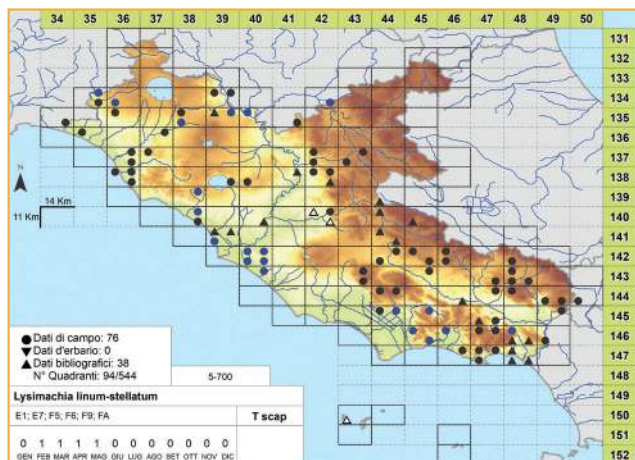 34 35 36 37 38 39 40 41 42 43 44 45 46 47 48 49 50
131
132
133
134
135
136
137
138
139
140
141
142
143
144
145
146
147
148
149
150
151
152
N
14 Km
11 Km
Dati di campo: 76
Dati d'erbario: 0
Dati bibliografici: 38
N° Quadranti: 94/544
5-700
Lysimachia linum-stellatum
E1; E7; F5; F6; F9; FA
T scap
0 1 1 1 1 0 0 0 0 0 0 0
GEN FEB MAR APR MAG GIU LUG AGO SET OTT NOV DIC